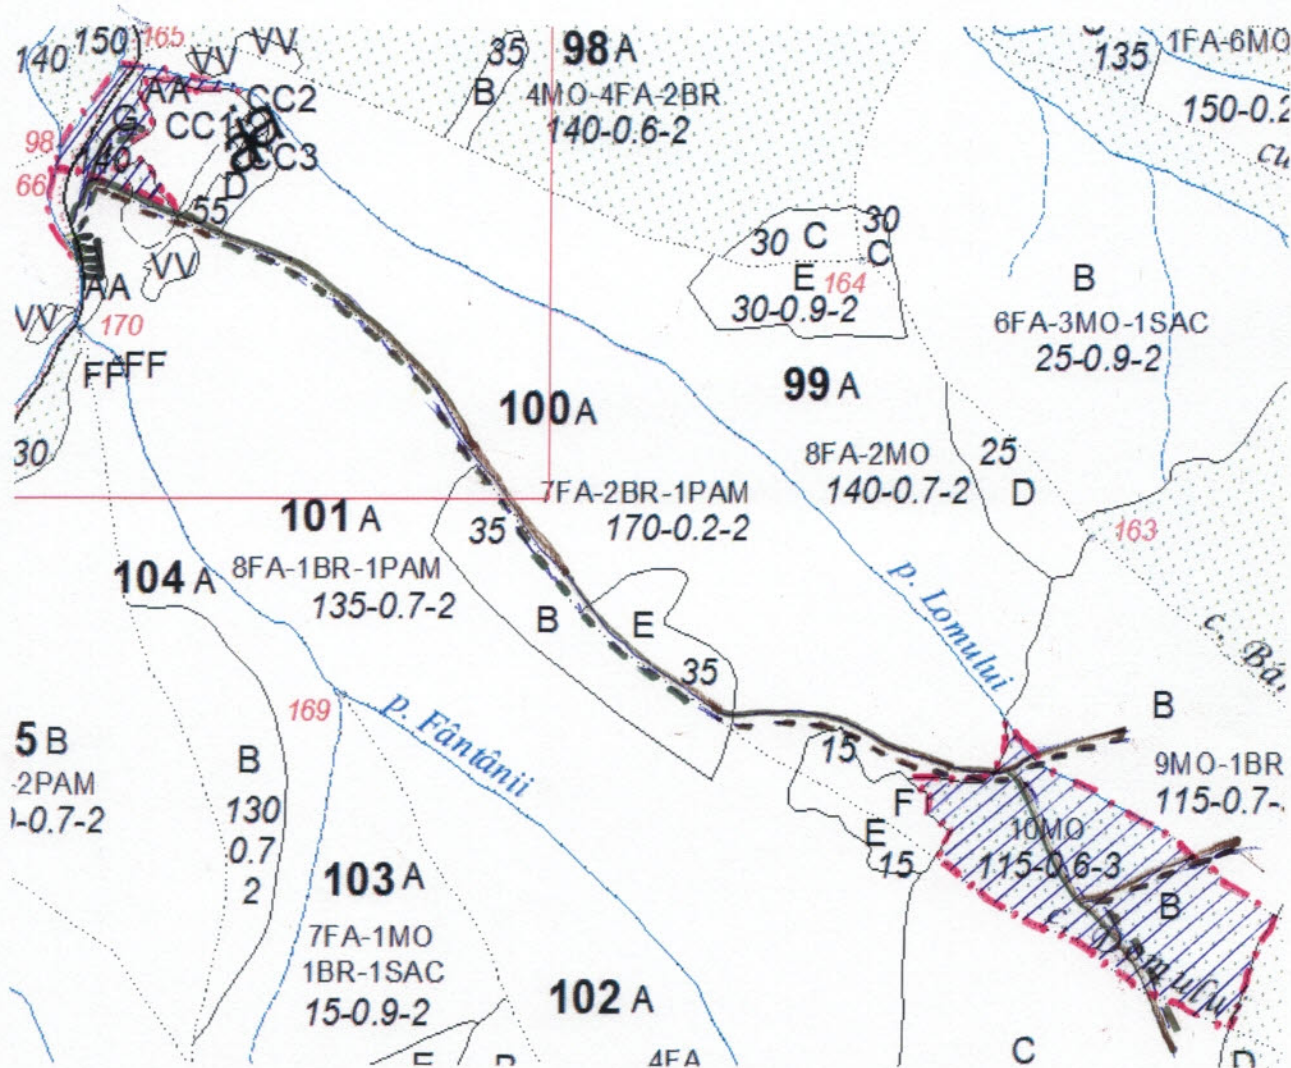 150 165 VV VV
140
35 98 A
B 4MO-4FA-2BR
140-0.6-2
135 1FA-6MO
150-0.2
cu
AA CC2
G CC1
CC3
98
140
66
D
55
VV
AA
VV
170
FF FF
30
30 C 30
C
E 164
30-0.9-2
B
6FA-3MO-1SAC
25-0.9-2
99 A
8FA-2MO
140-0.7-2
25
D
163
100 A
7FA-2BR-1PAM
170-0.2-2
101 A
8FA-1BR-1PAM
135-0.7-2
35
B
E
35
104 A
p. Lomului
c. Bă
169
p. Fântânii
5 B
-2PAM
-0.7-2
B
130
0.7
2
15
F
E
15
B
9MO-1BR
115-0.7-
10MO
115-0.6-3
B
103 A
7FA-1MO
1BR-1SAC
15-0.9-2
102 A
4FA
C
D